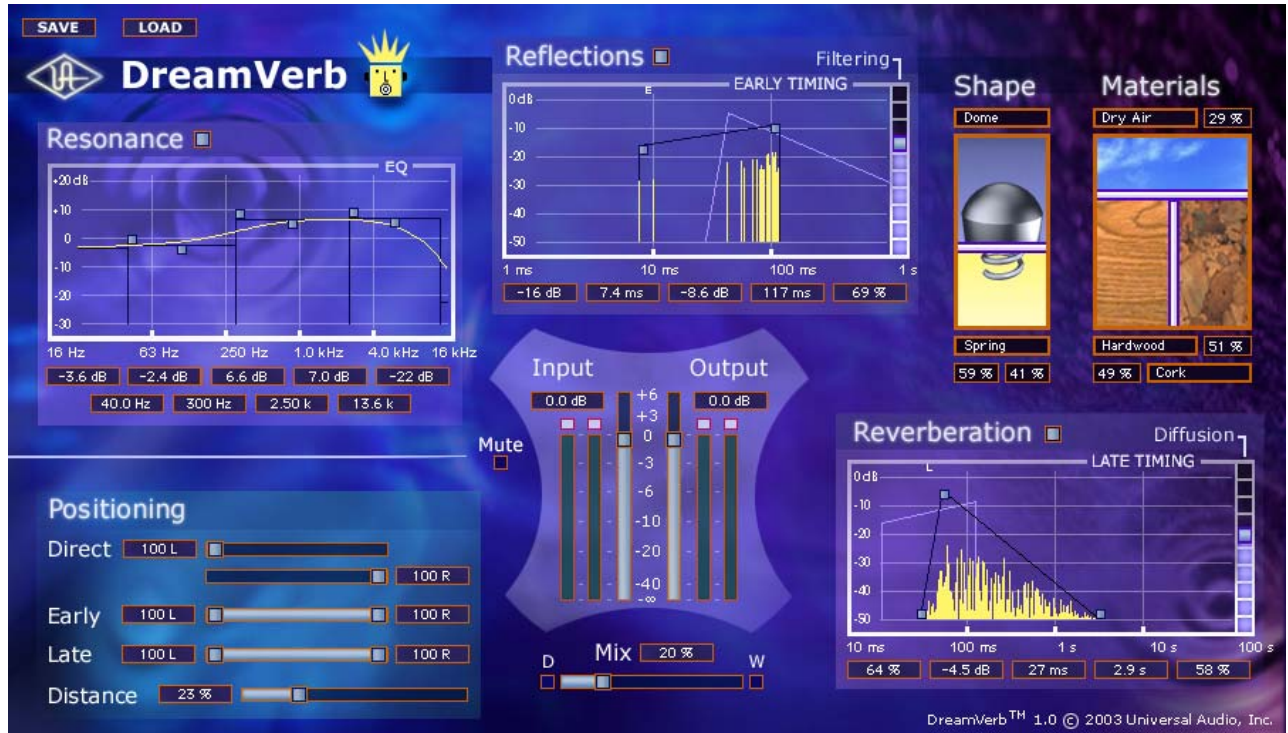 SAVE LOAD
DreamVerb
Resonance
EQ
+20 dB
+10
0
-10
-20
-30
16 Hz 63 Hz 250 Hz 1.0 kHz 4.0 kHz 16 kHz
-3.6 dB -2.4 dB 6.6 dB 7.0 dB -22 dB
40.0 Hz 300 Hz 2.50 k 13.6 k
Reflections
Filtering
EARLY TIMING
E
0 dB
-10
-20
-30
-40
-50
1 ms 10 ms 100 ms 1 s
-16 dB 7.4 ms -8.6 dB 117 ms 69 %
Shape
Dome
Spring
59 % 41 %
Materials
Dry Air 29 %
Hardwood 51 %
49 % Cork
Positioning
Direct 100 L
100 R
Early 100 L 100 R
Late 100 L 100 R
Distance 23 %
Input Output
0.0 dB 0.0 dB
+6
+3
0
-3
-6
-10
-20
-40
-∞
Mute
Mix 20 %
D W
Reverberation
Diffusion
LATE TIMING
L
0 dB
-10
-20
-30
-40
-50
10 ms 100 ms 1 s 10 s 100 s
64 % -4.5 dB 27 ms 2.9 s 58 %
DreamVerb™ 1.0 © 2003 Universal Audio, Inc.